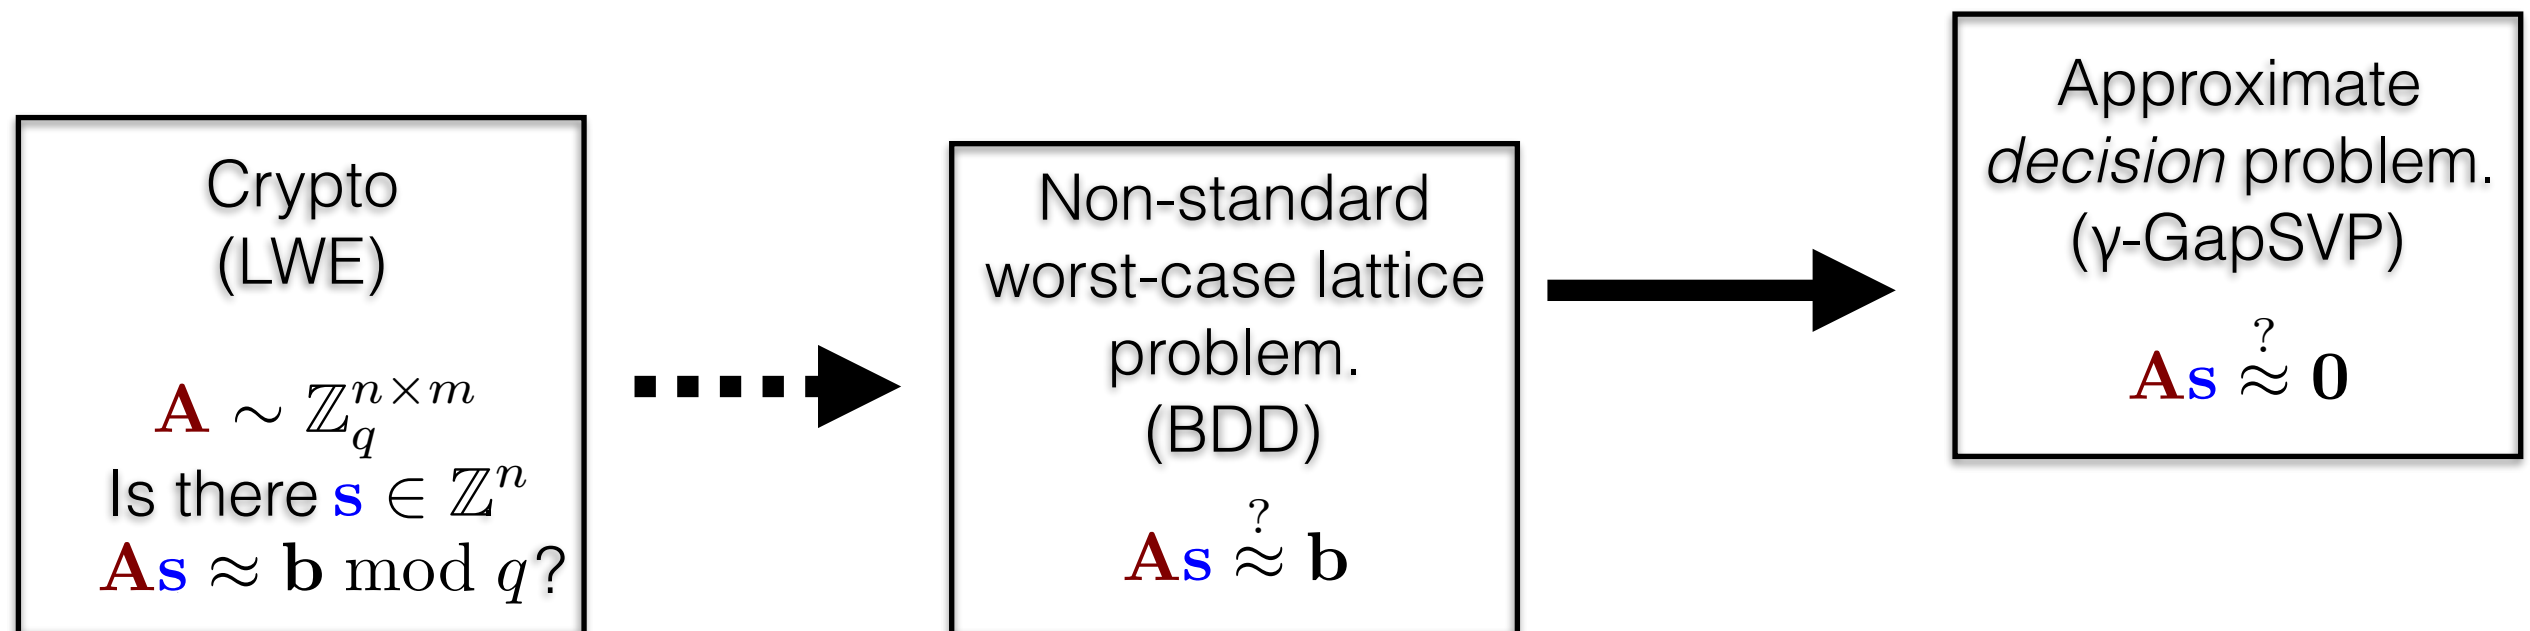 Crypto
(LWE)
A ∼ ℤ_q^{n×m}
Is there s ∈ ℤ^n
As ≈ b mod q?
Non-standard
worst-case lattice
problem.
(BDD)
As ≈^? b
Approximate
decision problem.
(γ-GapSVP)
As ≈^? 0